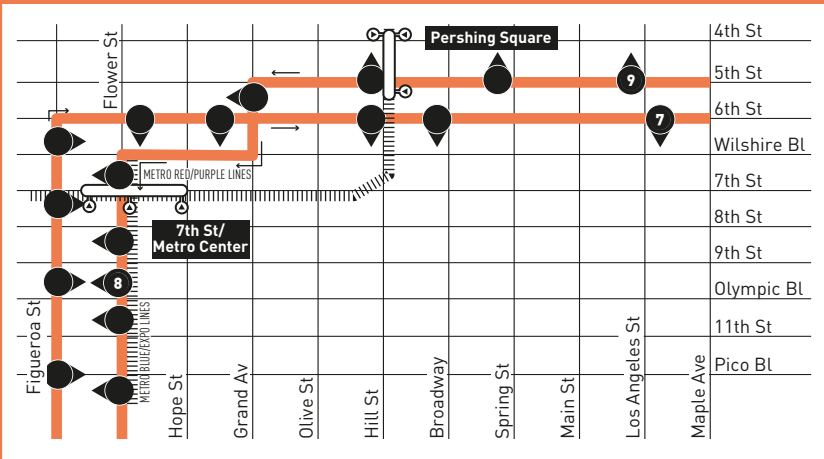 4th St
Pershing Square
Flower St
5th St
9
6th St
7
Wilshire Bl
METRO RED/PURPLE LINES
7th St
7th St/
Metro Center
8th St
9th St
8
Olympic Bl
METRO BLUE/EXPO LINES
11th St
Pico Bl
Figueroa St
Hope St
Grand Av
Olive St
Hill St
Broadway
Spring St
Main St
Los Angeles St
Maple Ave